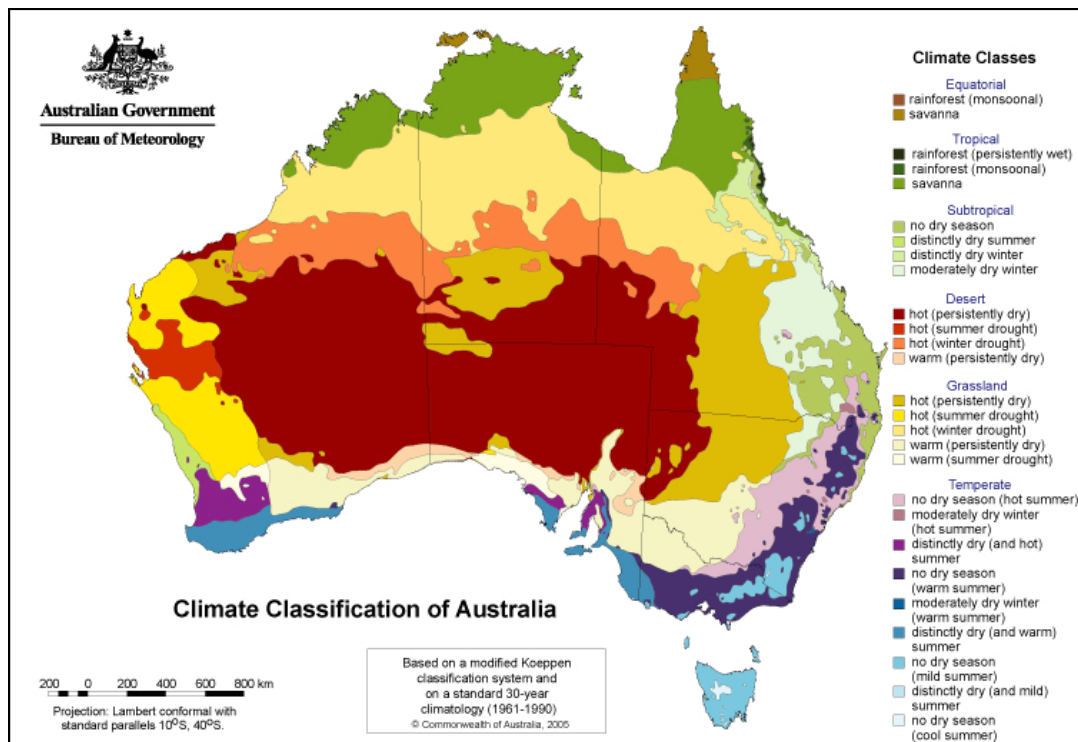 Australian Government
Bureau of Meteorology
Climate Classes
Equatorial
rainforest (monsoonal)
savanna
Tropical
rainforest (persistently wet)
rainforest (monsoonal)
savanna
Subtropical
no dry season
distinctly dry summer
distinctly dry winter
moderately dry winter
Desert
hot (persistently dry)
hot (summer drought)
hot (winter drought)
warm (persistently dry)
Grassland
hot (persistently dry)
hot (summer drought)
hot (winter drought)
warm (persistently dry)
warm (summer drought)
Temperate
no dry season (hot summer)
moderately dry winter
(hot summer)
distinctly dry (and hot)
summer
no dry season
(warm summer)
moderately dry winter
(warm summer)
distinctly dry (and warm)
summer
no dry season
(mild summer)
distinctly dry (and mild)
summer
no dry season
(cool summer)
Climate Classification of Australia
200 0 200 400 600 800 km
Projection: Lambert conformal with
standard parallels 10°S, 40°S.
Based on a modified Koeppen
classification system and
on a standard 30-year
climatology (1961-1990)
© Commonwealth of Australia, 2005